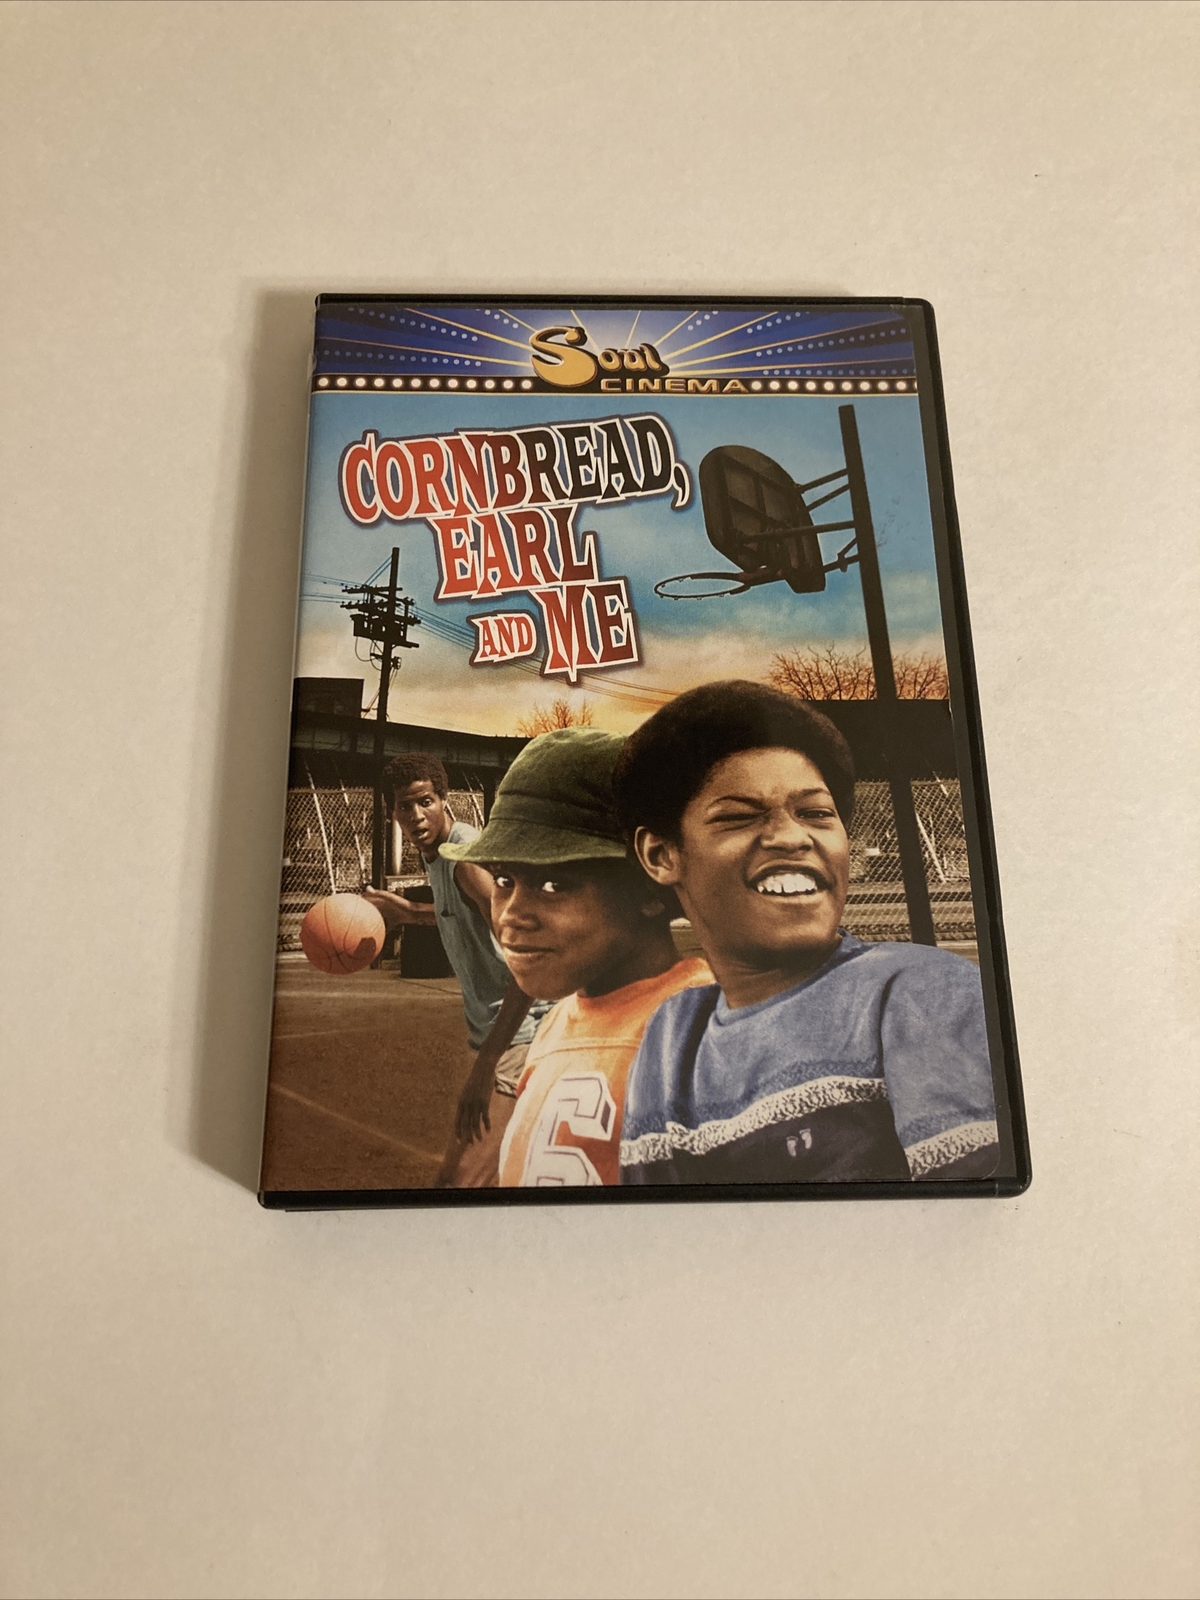 Soul
CINEMA
CORNBREAD,
EARL
AND ME
6